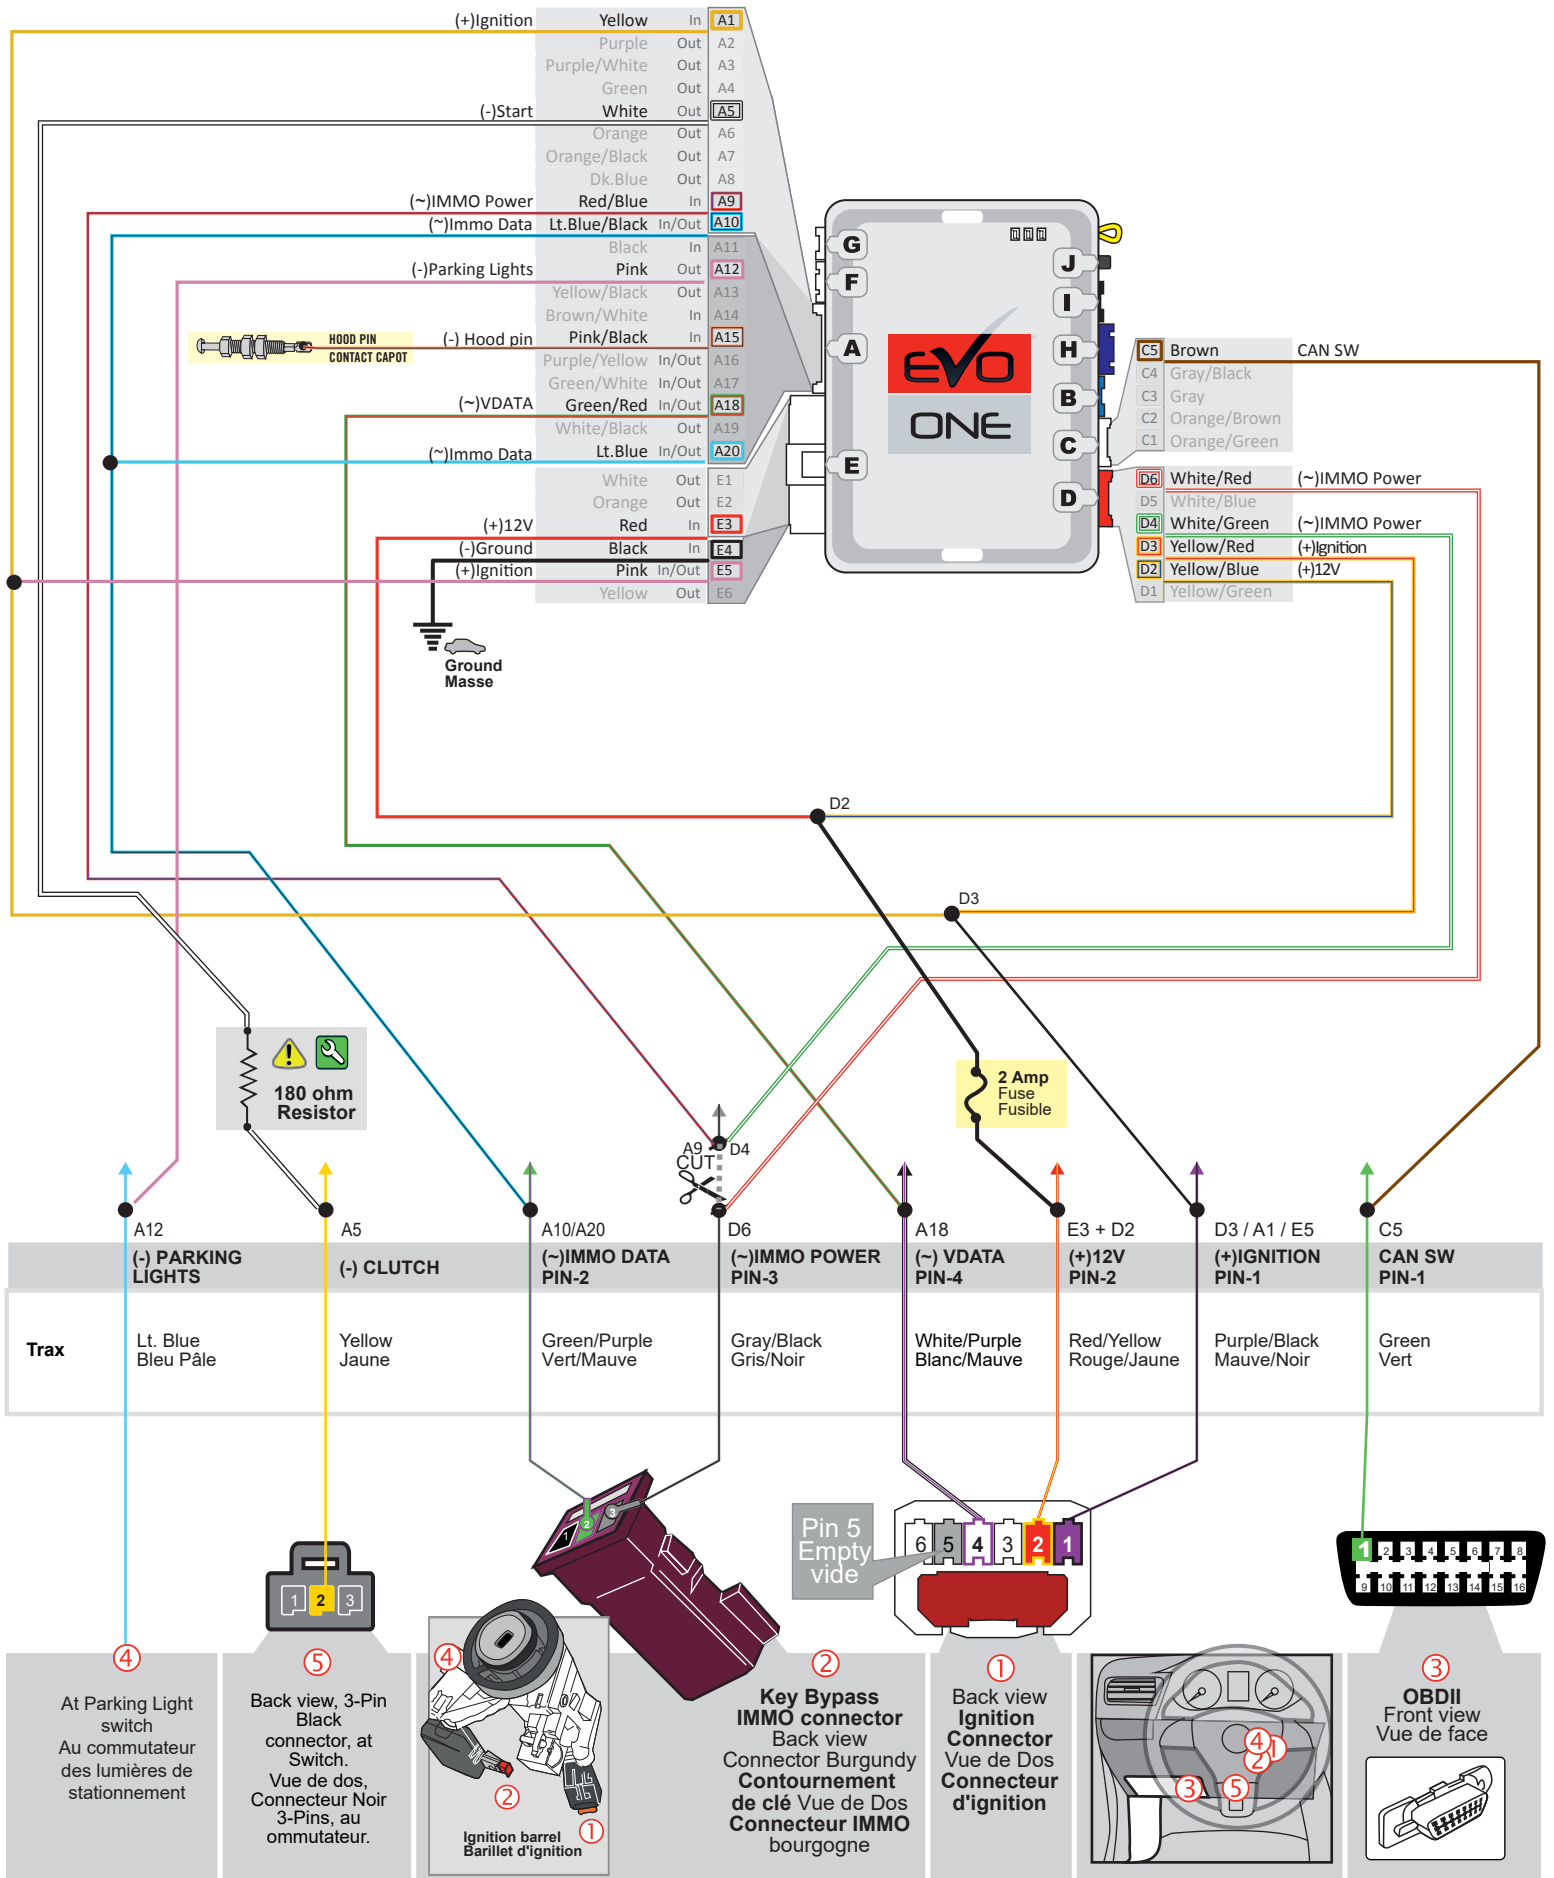 (+)Ignition Yellow In A1
Purple Out A2
Purple/White Out A3
Green Out A4
(-)Start White Out A5
Orange Out A6
Orange/Black Out A7
Dk.Blue Out A8
(~)IMMO Power Red/Blue In A9
(~)Immo Data Lt.Blue/Black In/Out A10
Black In A11
(-)Parking Lights Pink Out A12
Yellow/Black Out A13
Brown/White In A14
HOOD PIN
CONTACT CAPOT
(-) Hood pin Pink/Black In A15
Purple/Yellow In/Out A16
Green/White In/Out A17
(~)VDATA Green/Red In/Out A18
White/Black Out A19
(~)Immo Data Lt.Blue In/Out A20
White Out E1
Orange Out E2
(+)12V Red In E3
(-)Ground Black In E4
(+)Ignition Pink In/Out E5
Yellow Out E6
Ground
Masse
G
F
A
E
J
I
H
B
C
D
EVO
ONE
C5 Brown CAN SW
C4 Gray/Black
C3 Gray
C2 Orange/Brown
C1 Orange/Green
D6 White/Red (~)IMMO Power
D5 White/Blue
D4 White/Green (~)IMMO Power
D3 Yellow/Red (+)Ignition
D2 Yellow/Blue (+)12V
D1 Yellow/Green
D2
D3
180 ohm
Resistor
2 Amp
Fuse
Fusible
A9 D4
CUT
A12
A5
A10/A20
D6
A18
E3 + D2
D3 / A1 / E5
C5
(-) PARKING
LIGHTS
(-) CLUTCH
(~)IMMO DATA
PIN-2
(~)IMMO POWER
PIN-3
(~) VDATA
PIN-4
(+)12V
PIN-2
(+)IGNITION
PIN-1
CAN SW
PIN-1
Trax
Lt. Blue
Bleu Pâle
Yellow
Jaune
Green/Purple
Vert/Mauve
Gray/Black
Gris/Noir
White/Purple
Blanc/Mauve
Red/Yellow
Rouge/Jaune
Purple/Black
Mauve/Noir
Green
Vert
1 2 3
1 2 3
Pin 5
Empty
vide
6 5 4 3 2 1
1 2 3 4 5 6 7 8
9 10 11 12 13 14 15 16
4
At Parking Light
switch
Au commutateur
des lumières de
stationnement
5
Back view, 3-Pin
Black
connector, at
Switch.
Vue de dos,
Connecteur Noir
3-Pins, au
ommutateur.
4
2
1
Ignition barrel
Barillet d'ignition
2
Key Bypass
IMMO connector
Back view
Connector Burgundy
Contournement
de clé Vue de Dos
Connecteur IMMO
bourgogne
1
Back view
Ignition
Connector
Vue de Dos
Connecteur
d'ignition
4
1
2
3
5
3
OBDII
Front view
Vue de face